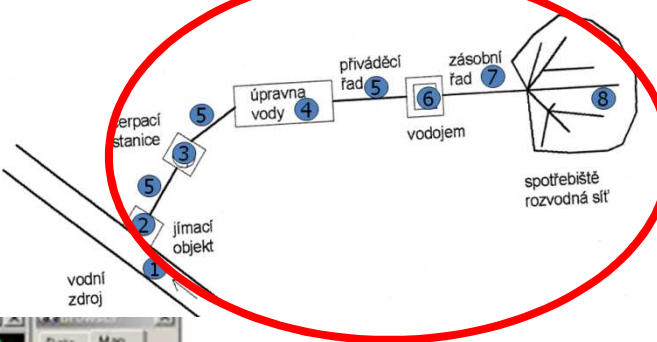 přiváděcí
řad 5
zásobní
řad 7
úpravna
vody 4
6
8
5
stanice
3
vodojem
5
spotřebiště
rozvodná síť
2
jímací
objekt
1
vodní
zdroj
Map